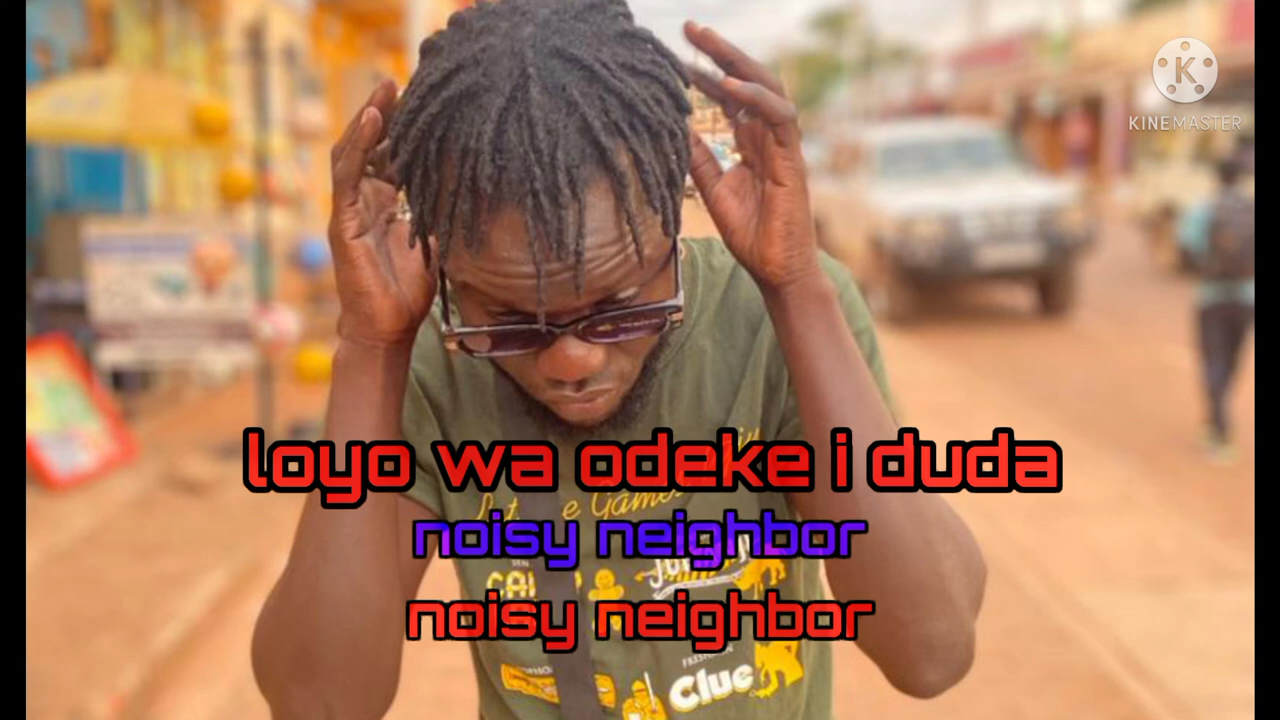 K
KINEMASTER
loyo wa odeke i duda
noisy neighbor
noisy neighbor
Clue